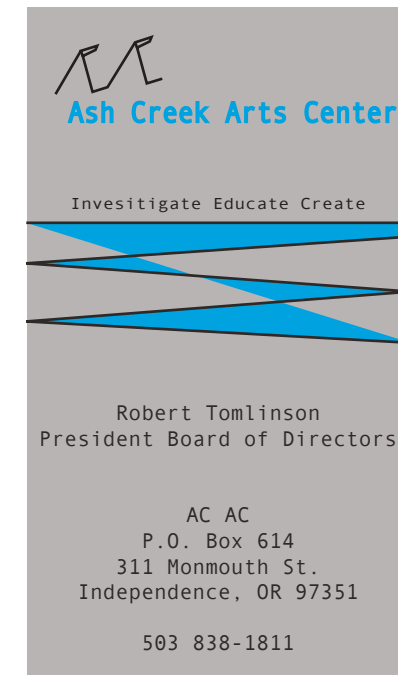 Ash Creek Arts Center
Invesitigate Educate Create
Robert Tomlinson
President Board of Directors
AC AC
P.O. Box 614
311 Monmouth St.
Independence, OR 97351
503 838-1811